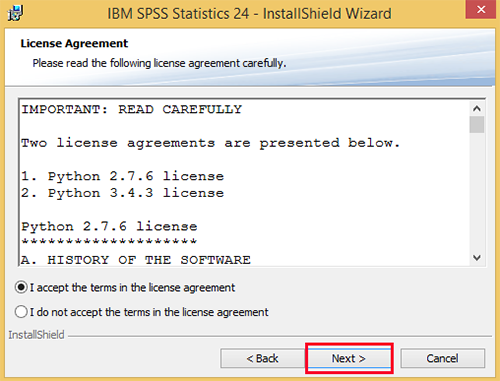 IBM SPSS Statistics 24 - InstallShield Wizard
License Agreement
Please read the following license agreement carefully.
IMPORTANT: READ CAREFULLY
Two license agreements are presented below.
1. Python 2.7.6 license
2. Python 3.4.3 license
Python 2.7.6 license
********************
A. HISTORY OF THE SOFTWARE
I accept the terms in the license agreement
I do not accept the terms in the license agreement
InstallShield
< Back
Next >
Cancel